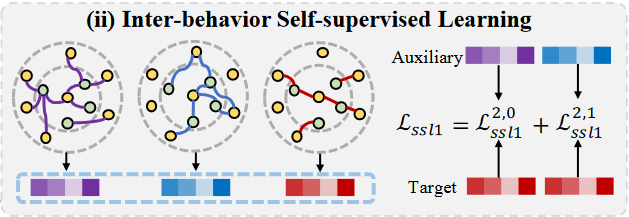 (ii) Inter-behavior Self-supervised Learning
Auxiliary
ℒ_{ssl1} = ℒ_{ssl1}^{2,0} + ℒ_{ssl1}^{2,1}
Target